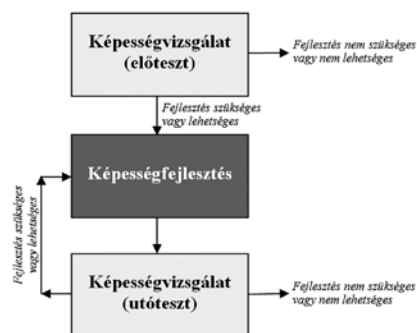 Képességvizsgálat
(előteszt)
Fejlesztés nem szükséges
vagy nem lehetséges
Fejlesztés szükséges
vagy lehetséges
Képességfejlesztés
Fejlesztés szükséges
vagy lehetséges
Képességvizsgálat
(utóteszt)
Fejlesztés nem szükséges
vagy nem lehetséges